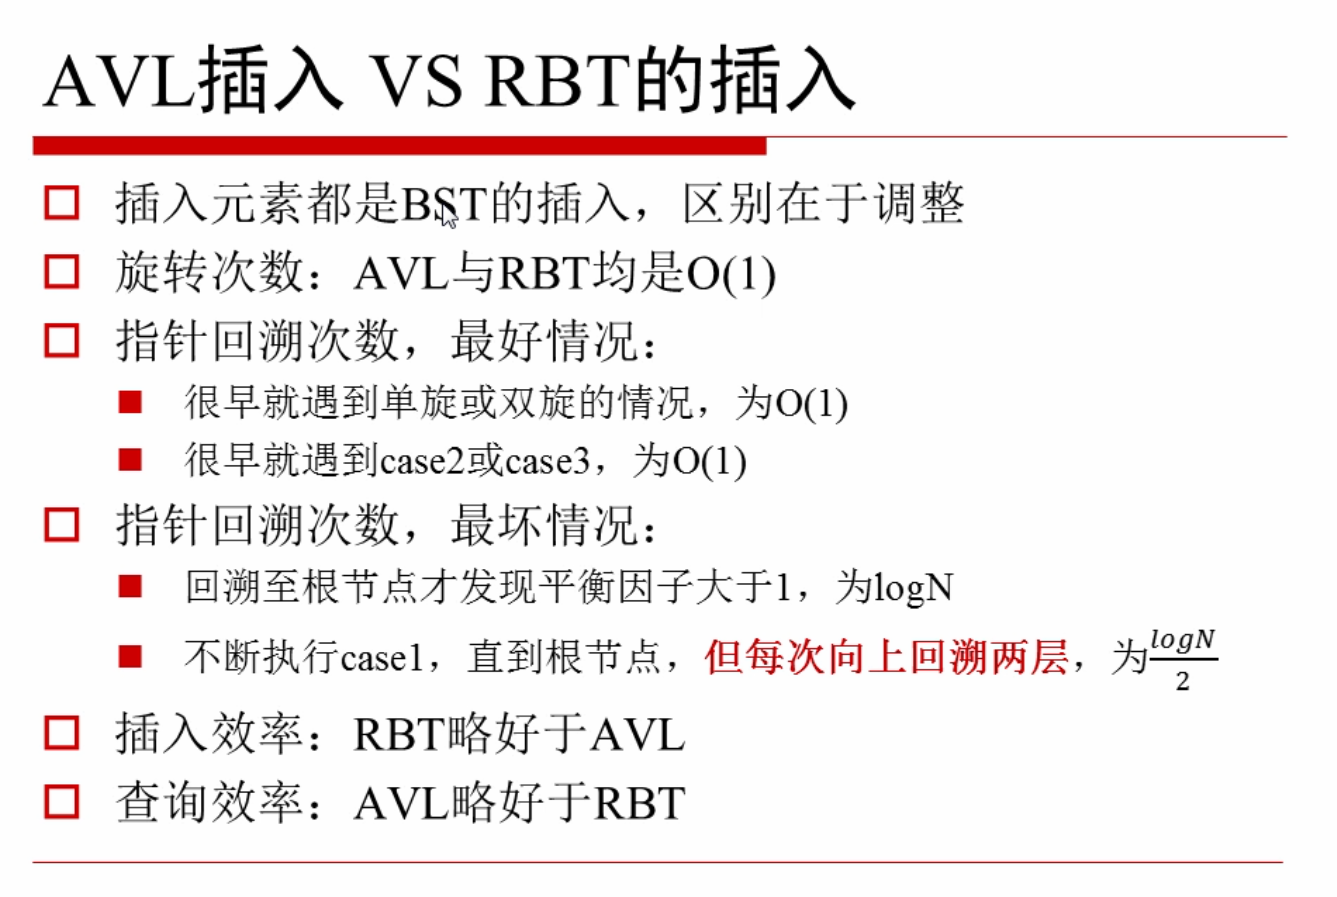 AVL插入 VS RBT的插入
插入元素都是BST的插入，区别在于调整
旋转次数：AVL与RBT均是O(1)
指针回溯次数，最好情况：
很早就遇到单旋或双旋的情况，为O(1)
很早就遇到case2或case3，为O(1)
指针回溯次数，最坏情况：
回溯至根节点才发现平衡因子大于1，为logN
不断执行case1，直到根节点，但每次向上回溯两层，为logN/2
插入效率：RBT略好于AVL
查询效率：AVL略好于RBT